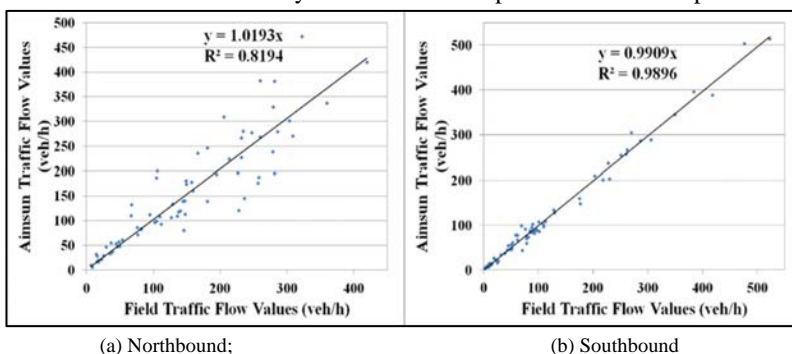 y = 1.0193x
R² = 0.8194
500
450
400
350
300
250
200
150
100
50
0
0 100 200 300 400
Aimsun Traffic Flow Values
(veh/h)
Field Traffic Flow Values (veh/h)
y = 0.9909x
R² = 0.9896
500
400
300
200
100
0
0 100 200 300 400 500
Aimsun Traffic Flow Values
(veh/h)
Field Traffic Flow Values (veh/h)
(a) Northbound;
(b) Southbound